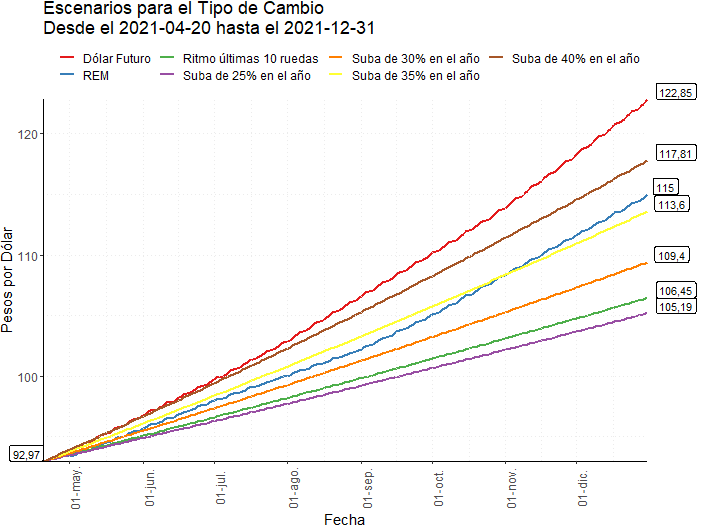 Escenarios para el Tipo de Cambio
Desde el 2021-04-20 hasta el 2021-12-31
Dólar Futuro
Ritmo últimas 10 ruedas
Suba de 30% en el año
Suba de 40% en el año
REM
Suba de 25% en el año
Suba de 35% en el año
122,85
120
117,81
115
113,6
110
109,4
106,45
105,19
100
92,97
Pesos por Dólar
01-may.
01-jun.
01-jul.
01-ago.
01-sep.
01-oct.
01-nov.
01-dic.
Fecha